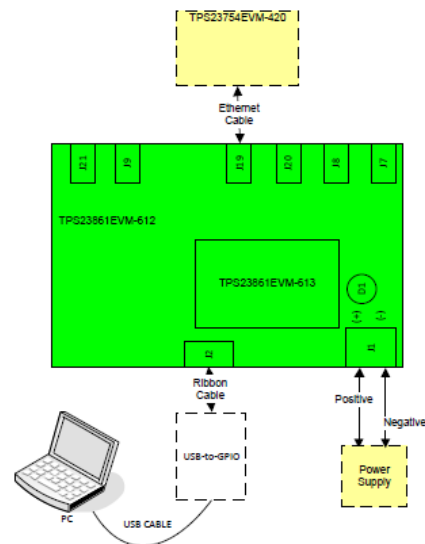 TPS23754EVM-420
Ethernet
Cable
J21
J9
J19
J20
J8
J7
TPS23861EVM-612
TPS23861EVM-613
D1
(+)
(-)
J2
J1
Ribbon
Cable
Positive
Negative
USB-to-GPIO
Power
Supply
PC
USB CABLE